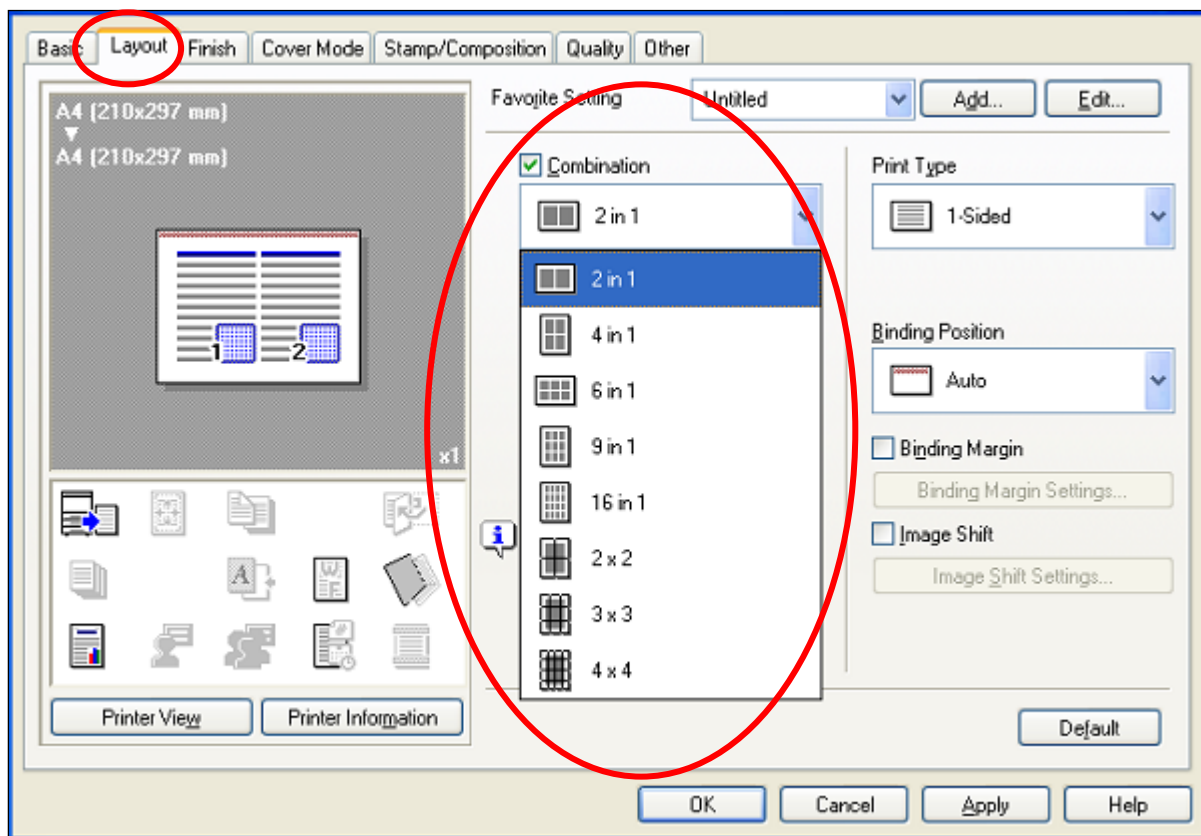 Basic Layout Finish Cover Mode Stamp/Composition Quality Other
A4 (210x297 mm)
A4 (210x297 mm)
1 2
x1
Printer View Printer Information
Favorite Setting Untitled Add... Edit...
Combination
2 in 1
2 in 1
4 in 1
6 in 1
9 in 1
16 in 1
2 x 2
3 x 3
4 x 4
Print Type
1-Sided
Binding Position
Auto
Binding Margin
Binding Margin Settings...
Image Shift
Image Shift Settings...
Default
OK Cancel Apply Help